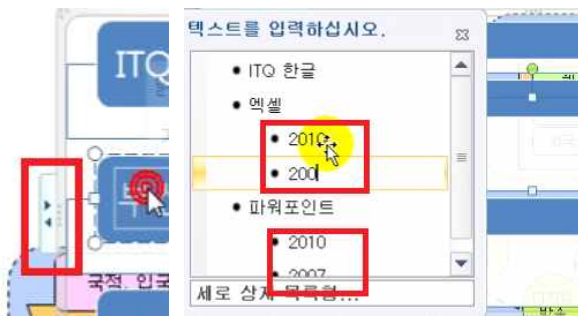 ITQ
국적, 인국
텍스트를 입력하십시오.
• ITQ 한글
• 엑셀
• 2010
• 200
• 파워포인트
• 2010
• 2007
세로 상자 목록형...